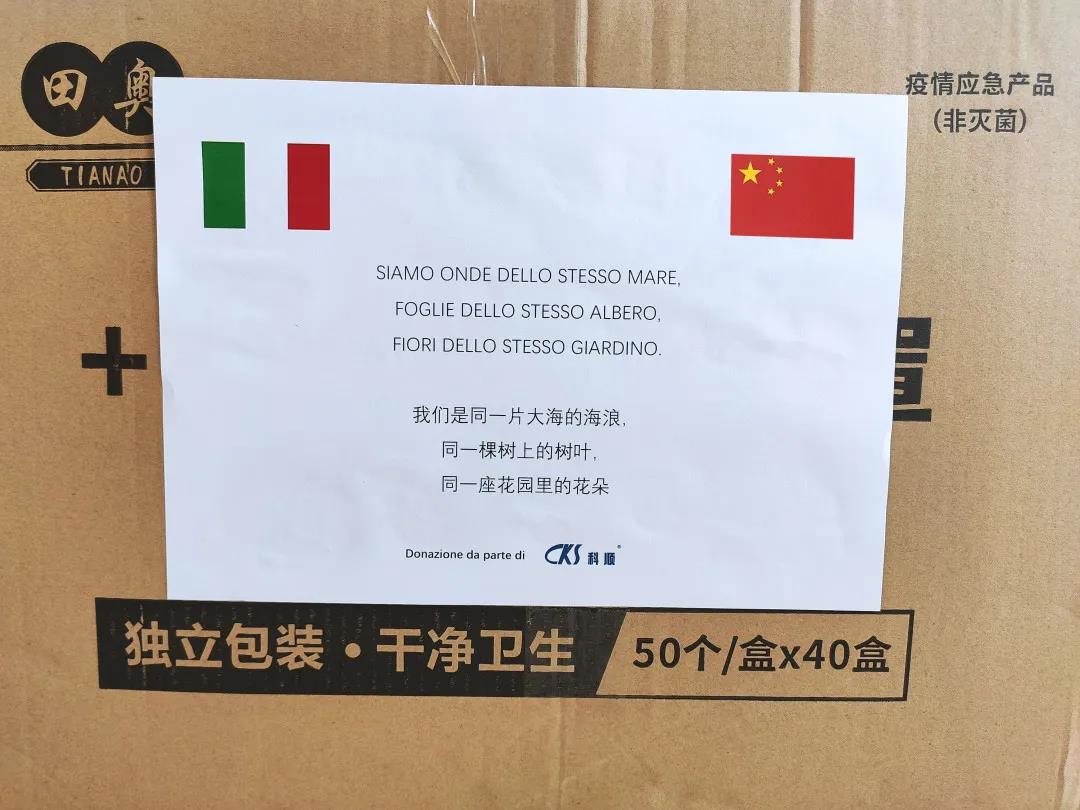 田奥
TIANAO
疫情应急产品
(非灭菌)
SIAMO ONDE DELLO STESSO MARE,
FOGLIE DELLO STESSO ALBERO,
FIORI DELLO STESSO GIARDINO.
我们是同一片大海的海浪,
同一棵树上的树叶,
同一座花园里的花朵
Donazione da parte di CKS科顺®
独立包装·干净卫生 50个/盒x40盒